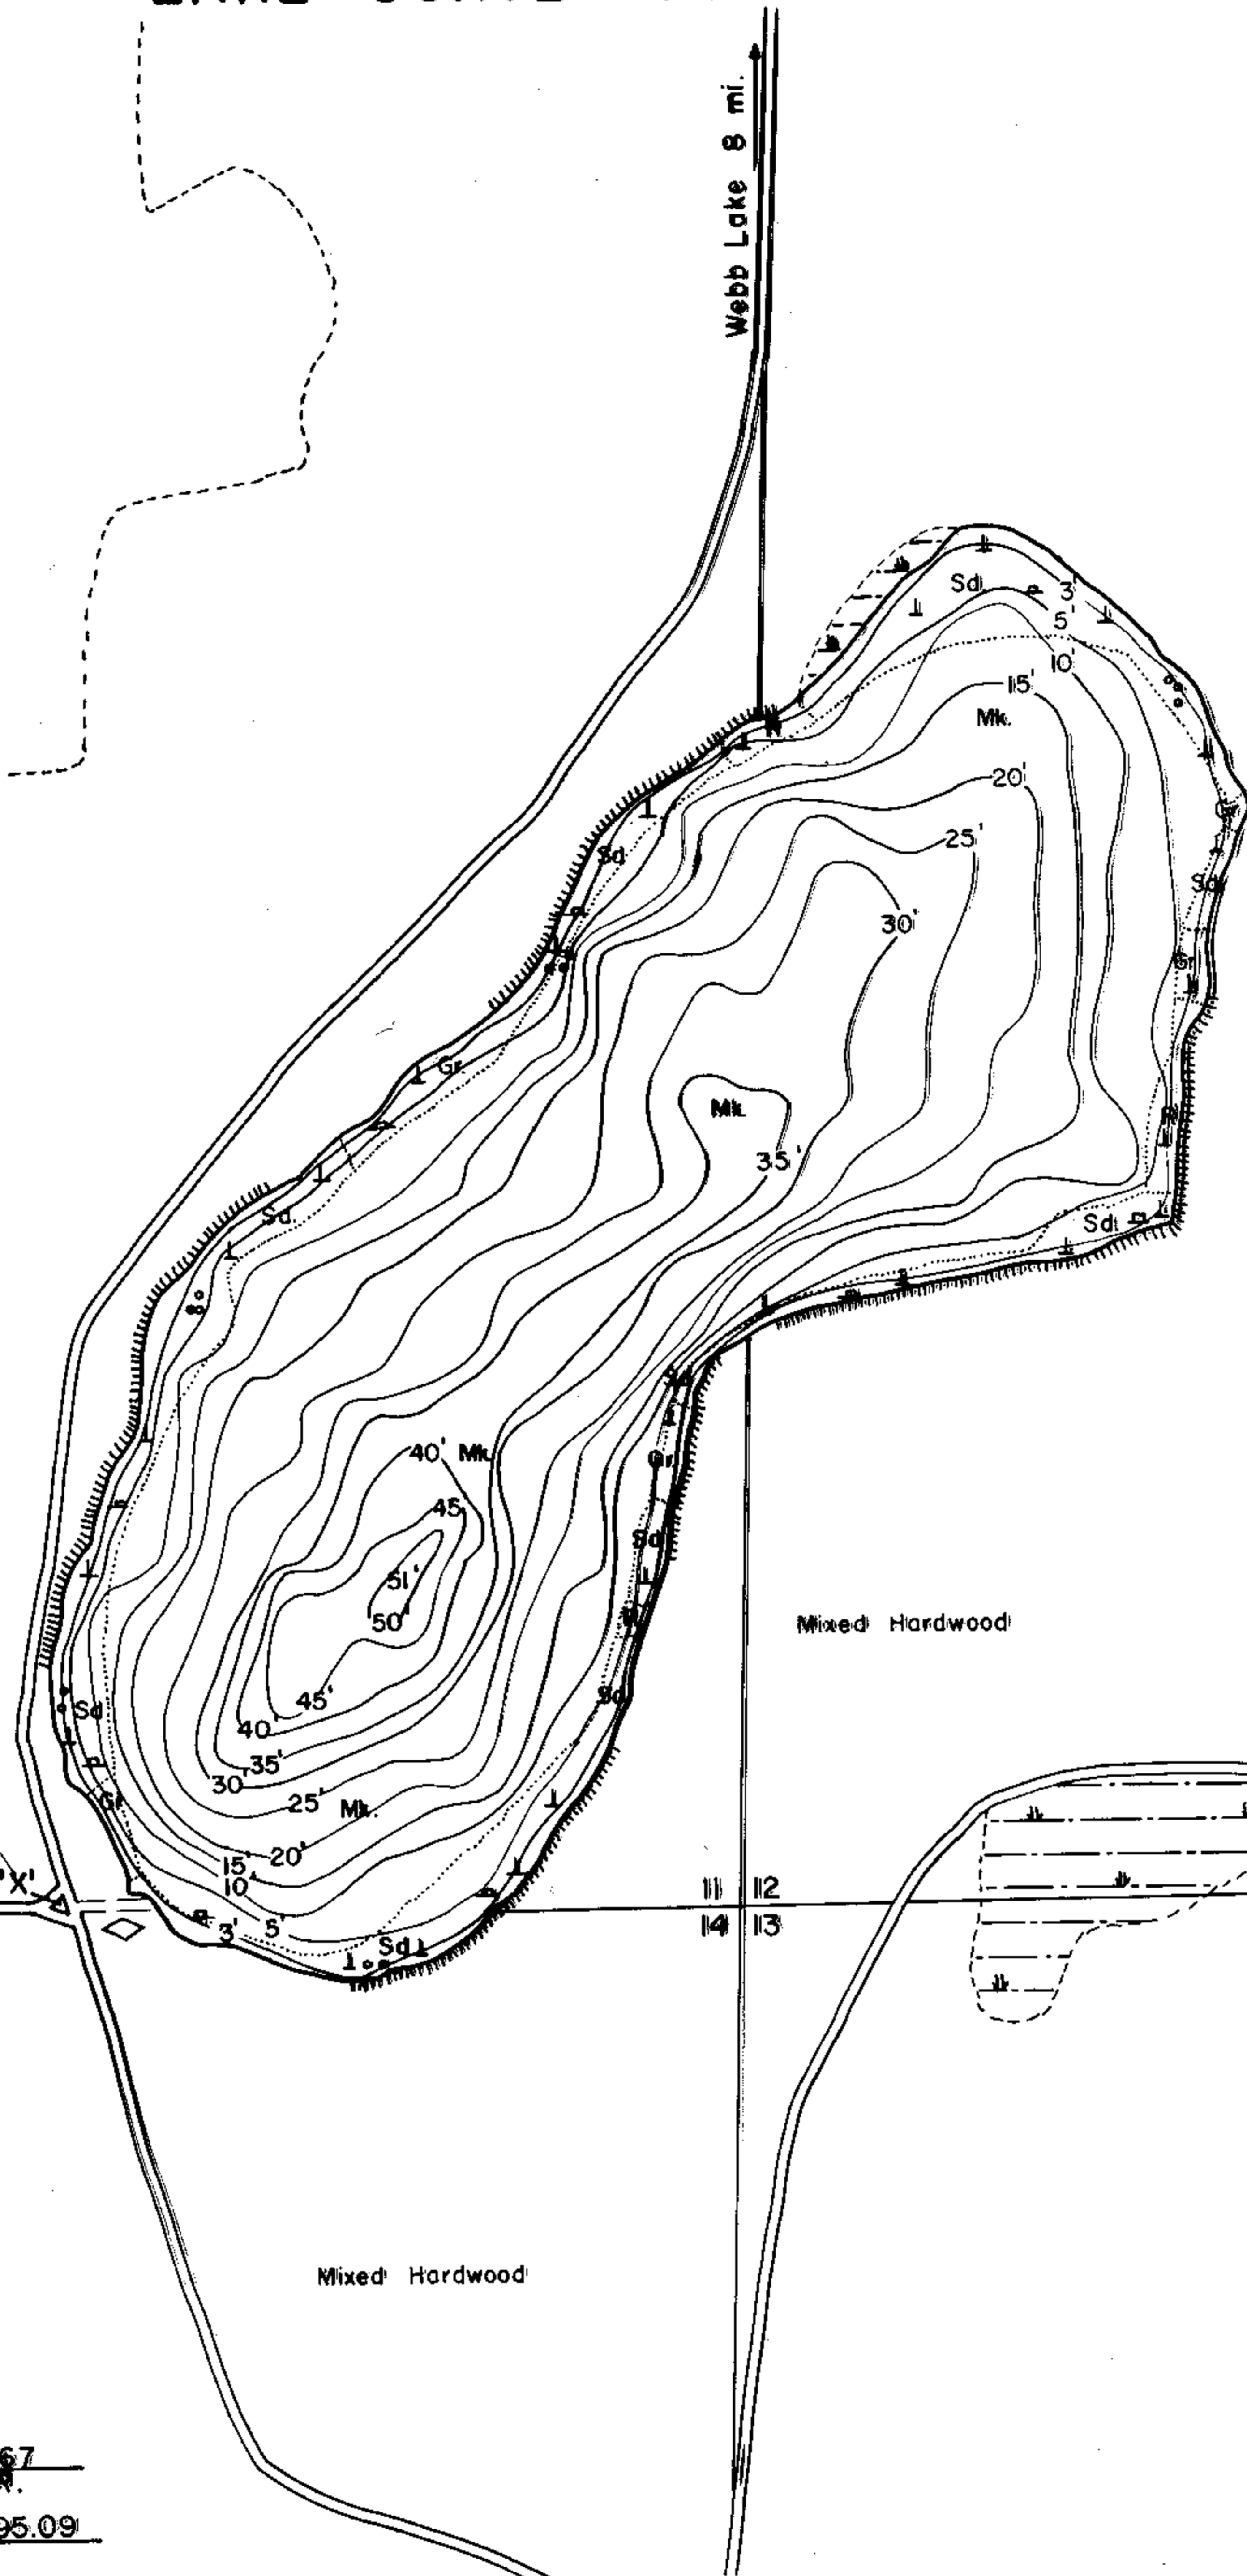 Webb Lake 8 mi.
Sd.
3'
5'
10'
15'
Mk.
20'
Sd.
25'
Sd.
30'
Gr.
Gr.
Mk.
35'
Sd.
Sd.
Sd.
40' Mk.
Gr.
45'
Sd.
51'
50'
Mixed Hardwood
Sd.
45'
Sd.
40'
35'
30'
Gr.
25'
Mk.
20'
15'
10'
'X'
11 12
14 13
3'
5'
Sd.
Mixed Hardwood
67
95.09